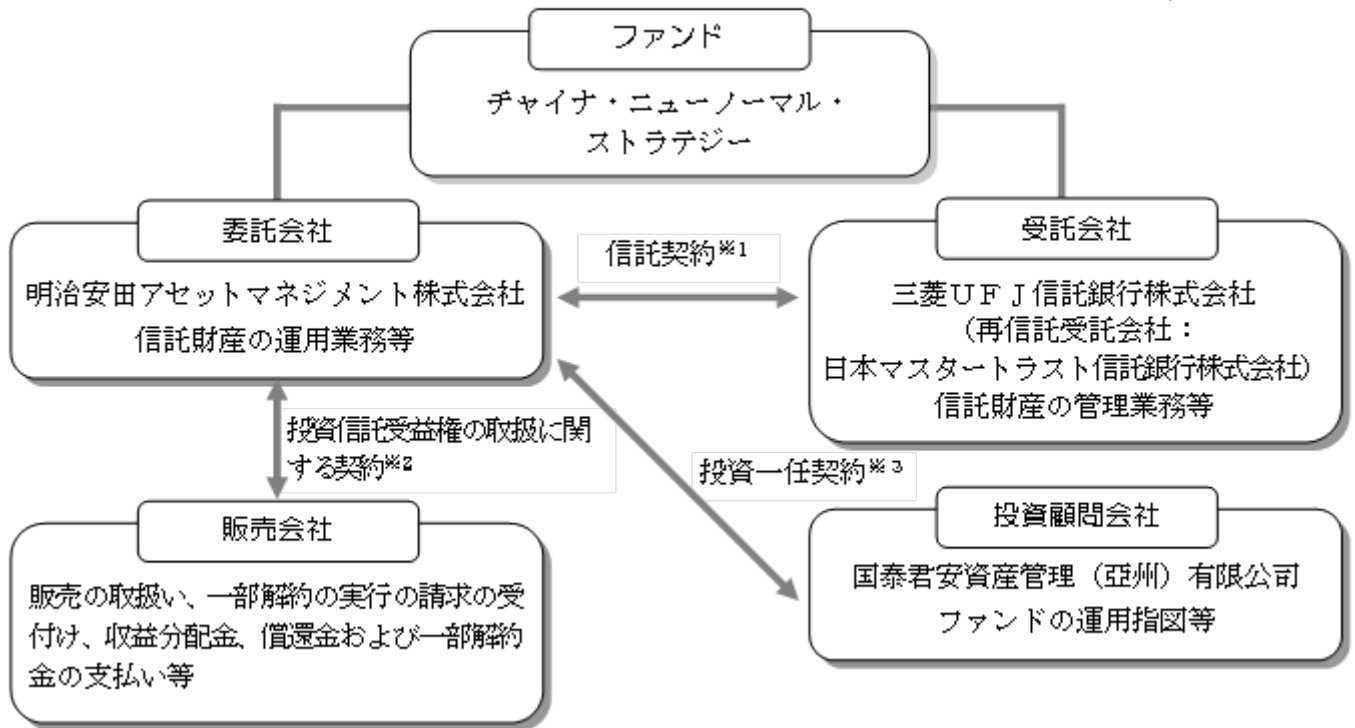 ファンド
チャイナ・ニューノーマル・
ストラテジー
委託会社
明治安田アセットマネジメント株式会社
信託財産の運用業務等
信託契約※1
受託会社
三菱ＵＦＪ信託銀行株式会社
（再信託受託会社：
日本マスタートラスト信託銀行株式会社）
信託財産の管理業務等
投資信託受益権の取扱に関
する契約※2
投資一任契約※3
販売会社
販売の取扱い、一部解約の実行の請求の受
付け、収益分配金、償還金および一部解約
金の支払い等
投資顧問会社
国泰君安資産管理（亞州）有限公司
ファンドの運用指図等